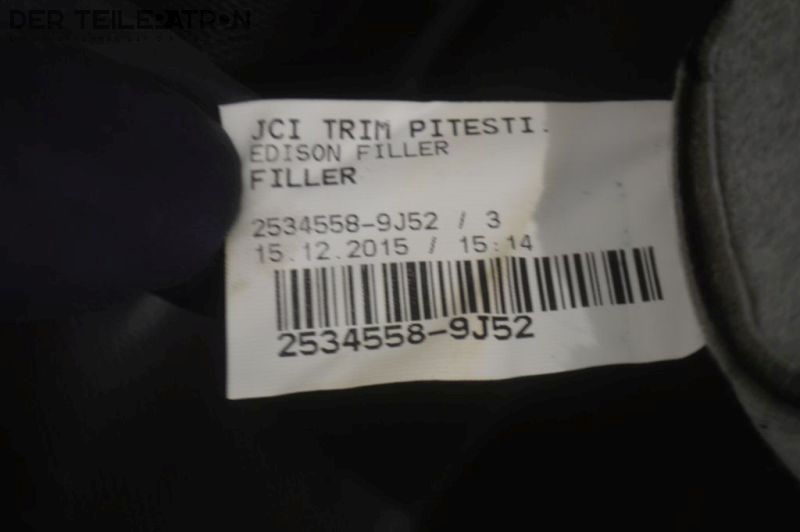 DER TEILEPATRON
JCI TRIM PITESTI.
EDISON FILLER
FILLER
2534558-9J52 / 3
15.12.2015 / 15:14
2534558-9J52